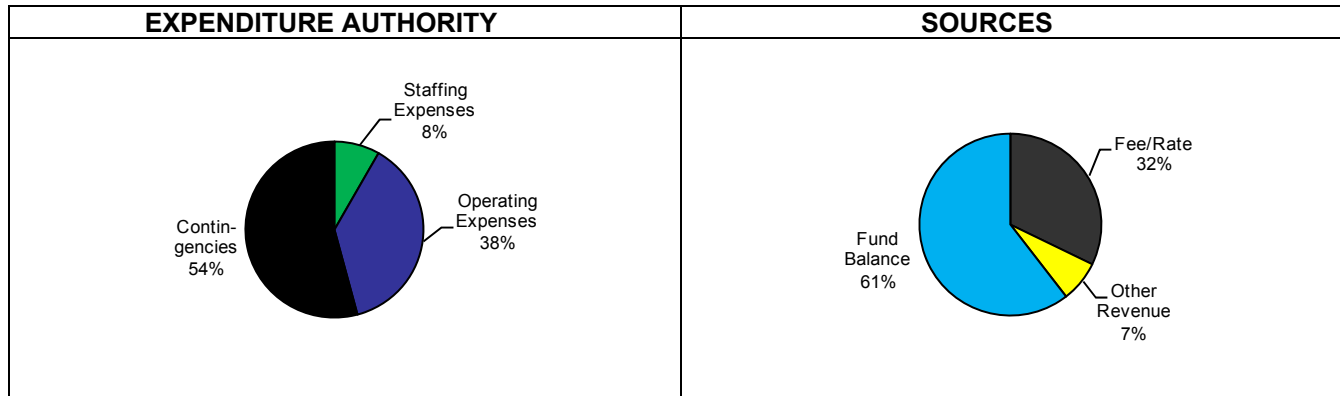 EXPENDITURE AUTHORITY
Staffing
Expenses
8%
Operating
Expenses
38%
Contin-
gencies
54%
SOURCES
Fee/Rate
32%
Other
Revenue
7%
Fund
Balance
61%